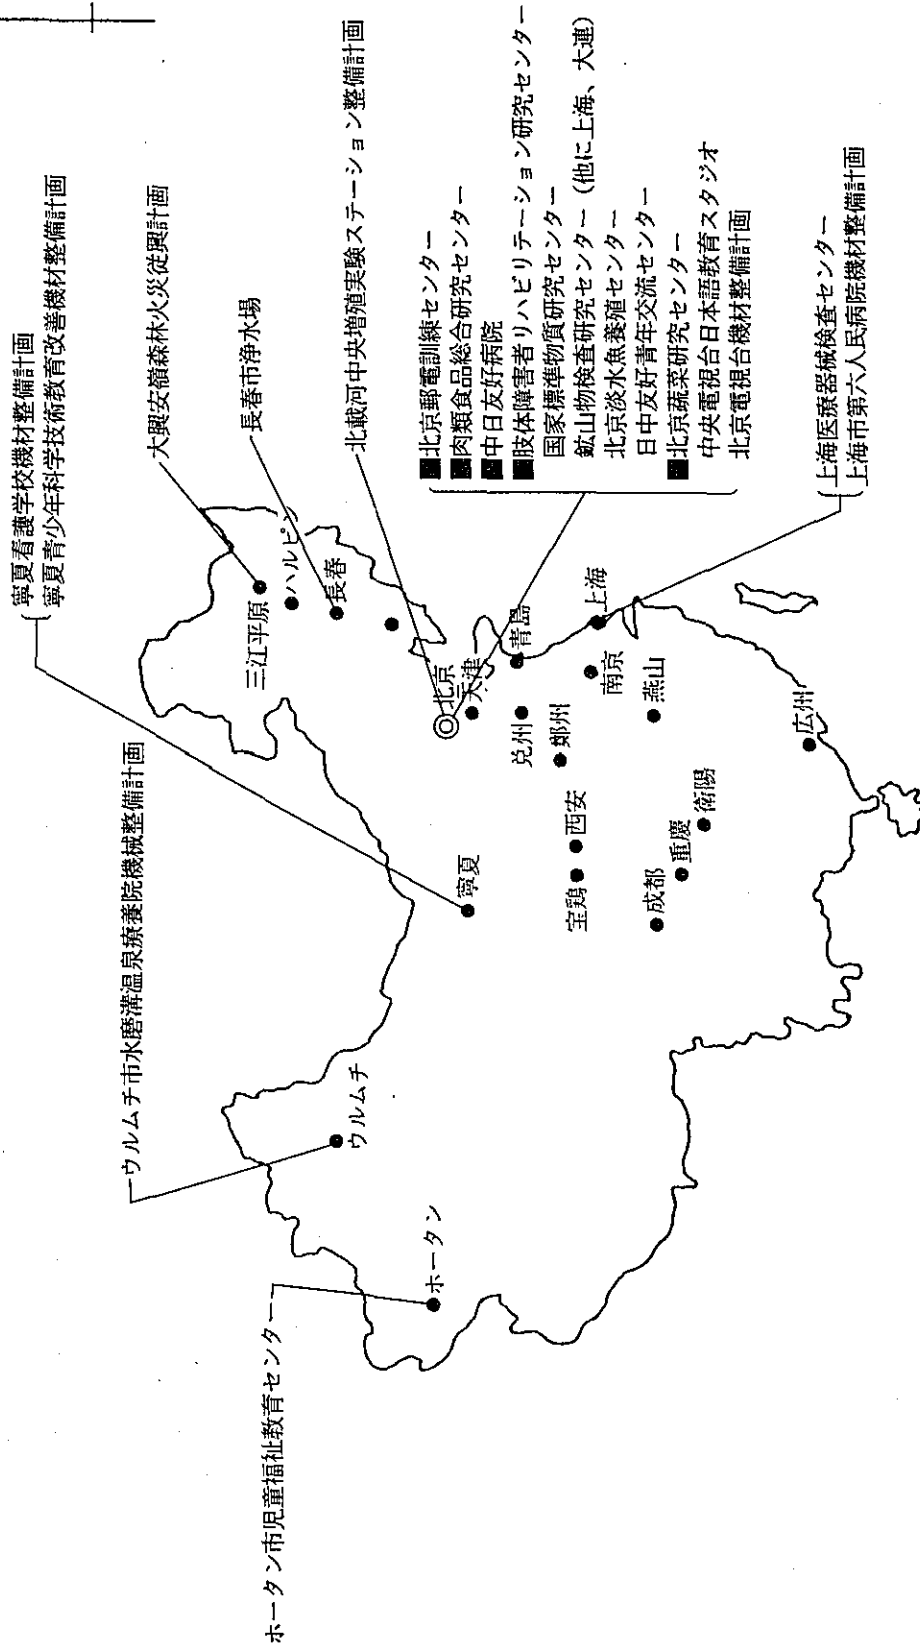 寧夏看護学校機材整備計画
寧夏青少年科学技術教育改善機材整備計画
大興安嶺森林火災従興計画
長春市浄水場
北戴河中央増殖実験ステーション整備計画
ウルムチ市水磨溝温泉療養院機械整備計画
ホータン市児童福祉教育センター
■北京郵電訓練センター
■肉類食品総合研究センター
■中日友好病院
■肢体障害者リハビリテーション研究センター
国家標準物質研究センター
鉱山物検査研究センター(他に上海、大連)
北京淡水魚養殖センター
日中友好青年交流センター
■北京蔬菜研究センター
中央電視台日本語教育スタジオ
北京電視台機材整備計画
上海医療器械検査センター
上海市第六人民病院機材整備計画
三江平原
ハルピン
長春
北京
天津
青島
兗州
鄭州
上海
南京
燕山
西安
宝鶏
寧夏
成都
重慶
衛陽
広州
ウルムチ
ホータン